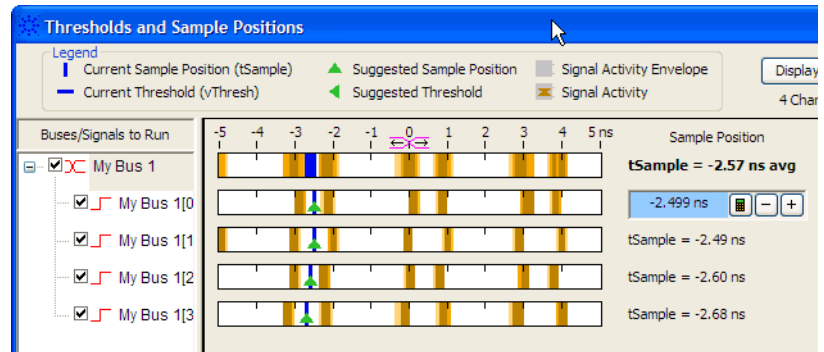 Thresholds and Sample Positions
Legend
Current Sample Position (tSample)
Suggested Sample Position
Signal Activity Envelope
Current Threshold (vThresh)
Suggested Threshold
Signal Activity
Display
4 Char
Buses/Signals to Run
-5 -4 -3 -2 -1 0 1 2 3 4 5 ns
Sample Position
My Bus 1
tSample = -2.57 ns avg
My Bus 1[0
-2.499 ns
My Bus 1[1
tSample = -2.49 ns
My Bus 1[2
tSample = -2.60 ns
My Bus 1[3
tSample = -2.68 ns